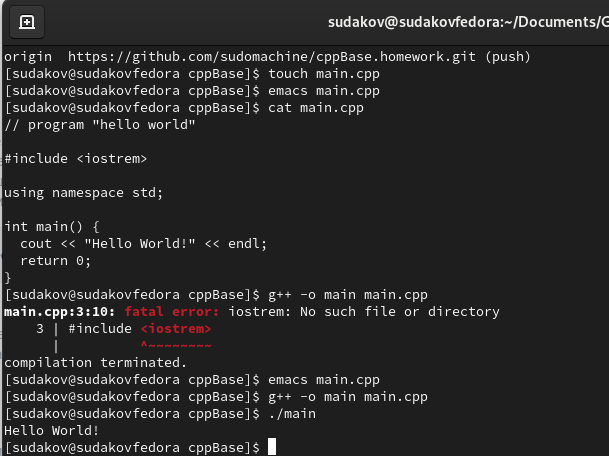 sudakov@sudakovfedora:~/Documents/G
origin  https://github.com/sudomachine/cppBase.homework.git (push)
[sudakov@sudakovfedora cppBase]$ touch main.cpp
[sudakov@sudakovfedora cppBase]$ emacs main.cpp
[sudakov@sudakovfedora cppBase]$ cat main.cpp
// program "hello world"

#include <iostrem>

using namespace std;

int main() {
  cout << "Hello World!" << endl;
  return 0;
}
[sudakov@sudakovfedora cppBase]$ g++ -o main main.cpp
main.cpp:3:10: fatal error: iostrem: No such file or directory
    3 | #include <iostrem>
      |          ^~~~~~~~~
compilation terminated.
[sudakov@sudakovfedora cppBase]$ emacs main.cpp
[sudakov@sudakovfedora cppBase]$ g++ -o main main.cpp
[sudakov@sudakovfedora cppBase]$ ./main
Hello World!
[sudakov@sudakovfedora cppBase]$